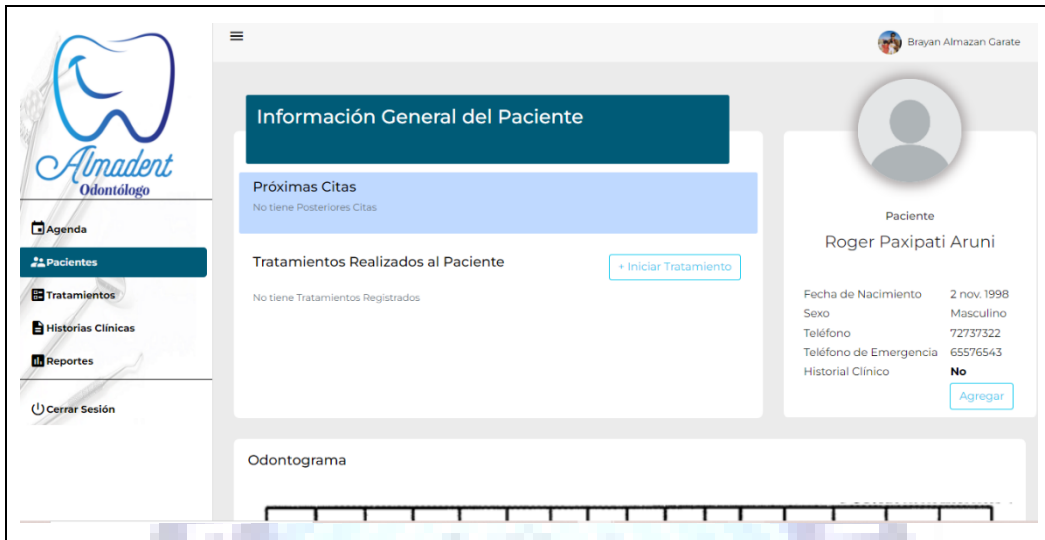 Almadent
Odontólogo
Agenda
Pacientes
Tratamientos
Historias Clínicas
Reportes
Cerrar Sesión
Brayan Almazan Garate
Información General del Paciente
Próximas Citas
No tiene Posteriores Citas
Tratamientos Realizados al Paciente
+ Iniciar Tratamiento
No tiene Tratamientos Registrados
Paciente
Roger Paxipati Aruni
Fecha de Nacimiento 2 nov. 1998
Sexo Masculino
Teléfono 72737322
Teléfono de Emergencia 65576543
Historial Clínico No
Agregar
Odontograma